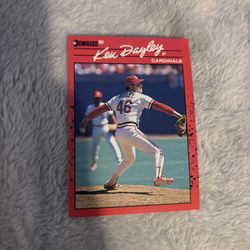 DONRUSS '90
Ken Dayley
P
CARDINALS
46